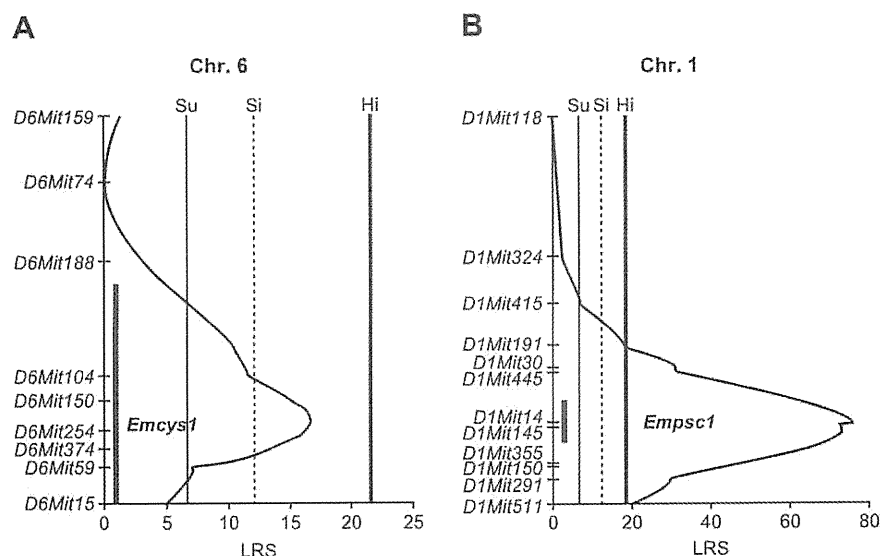 A
Chr. 6
Su
Si
Hi
D6Mit159
D6Mit74
D6Mit188
D6Mit104
D6Mit150
D6Mit254
D6Mit374
D6Mit59
D6Mit15
Emcys1
0 5 10 15 20 25
LRS
B
Chr. 1
Su Si Hi
D1Mit118
D1Mit324
D1Mit415
D1Mit191
D1Mit30
D1Mit445
D1Mit14
D1Mit145
D1Mit355
D1Mit150
D1Mit291
D1Mit511
Empsc1
0 20 40 60 80
LRS